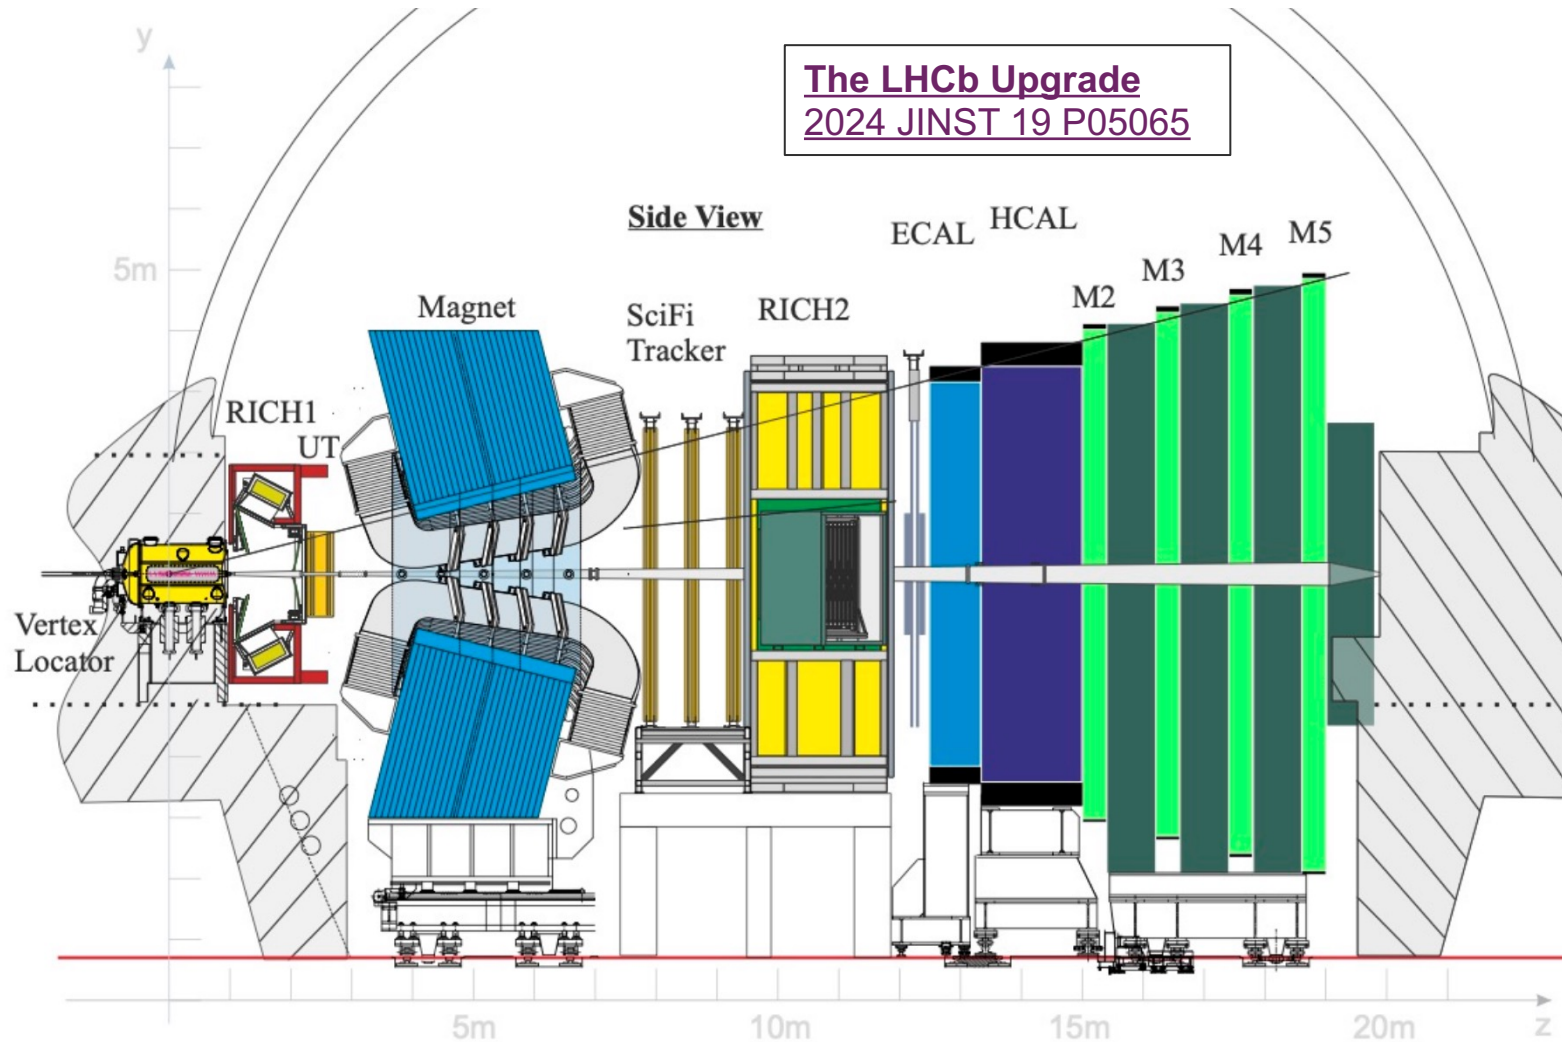 y
The LHCb Upgrade
2024 JINST 19 P05065
Side View
ECAL
HCAL
M2
M3
M4
M5
5m
Magnet
SciFi
Tracker
RICH2
RICH1
UT
Vertex
Locator
5m
10m
15m
20m
z